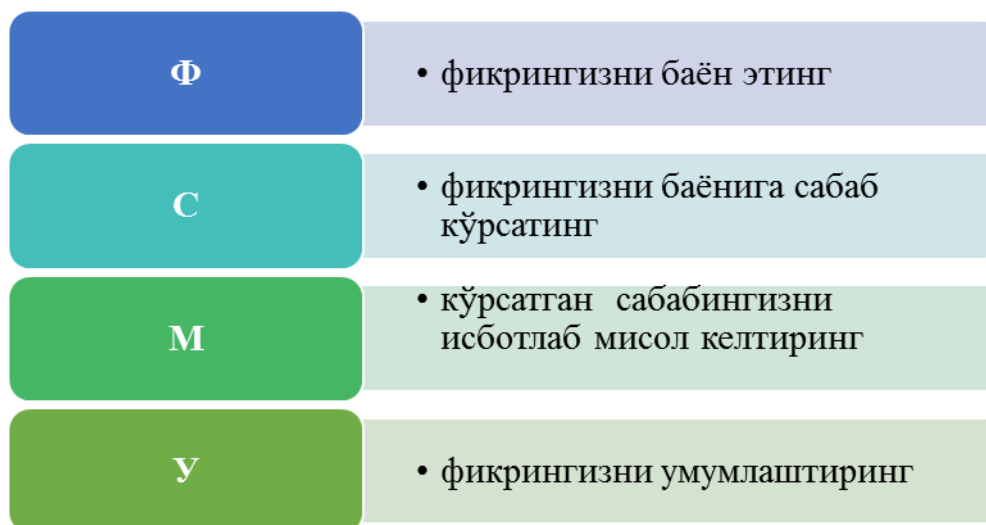 Ф
• фикрингизни баён этинг
С
• фикрингизни баёнига сабаб
кўрсатинг
М
• кўрсатган сабабингизни
исботлаб мисол келтиринг
У
• фикрингизни умумлаштиринг